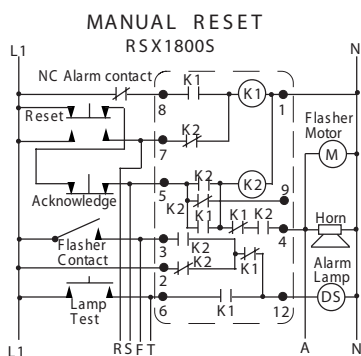 MANUAL RESET
RSX1800S
L1
N
NC Alarm contact
K1
K1
8
1
Reset
Flasher
Motor
K2
7
M
5
K2
K2
9
K2
K1
Acknowledge
K1
K2
Horn
4
Flasher
Contact
3
K2
K1
Alarm
Lamp
2
K2
Lamp
Test
6
K1
12
DS
L1
R S F T
A
N